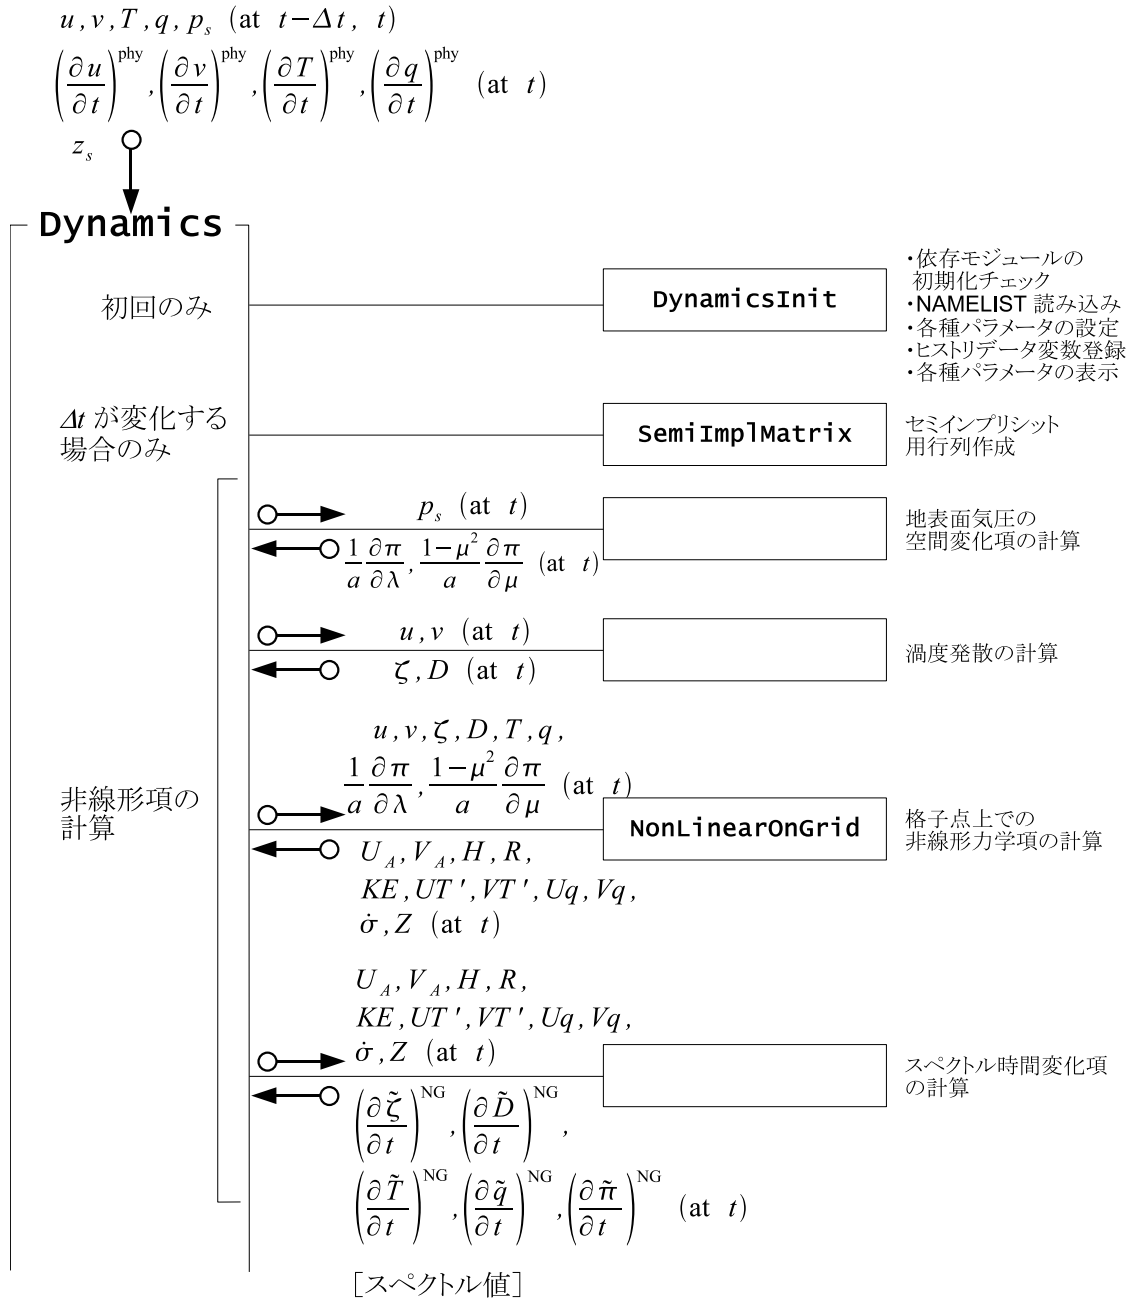 u, v, T, q, p_s (at t−Δt, t)
(∂u/∂t)^phy, (∂v/∂t)^phy, (∂T/∂t)^phy, (∂q/∂t)^phy (at t)
z_s
Dynamics
初回のみ
DynamicsInit
・依存モジュールの
初期化チェック
・NAMELIST 読み込み
・各種パラメータの設定
・ヒストリデータ変数登録
・各種パラメータの表示
Δt が変化する
場合のみ
SemiImplMatrix
セミインプリシット
用行列作成
p_s (at t)
1/a ∂π/∂λ, (1−μ²)/a ∂π/∂μ (at t)
地表面気圧の
空間変化項の計算
u, v (at t)
ζ, D (at t)
渦度発散の計算
非線形項の
計算
u, v, ζ, D, T, q,
1/a ∂π/∂λ, (1−μ²)/a ∂π/∂μ (at t)
NonLinearOnGrid
格子点上での
非線形力学項の計算
U_A, V_A, H, R,
KE, UT', VT', Uq, Vq,
σ̇, Z (at t)
U_A, V_A, H, R,
KE, UT', VT', Uq, Vq,
σ̇, Z (at t)
スペクトル時間変化項
の計算
(∂ζ̃/∂t)^NG, (∂D̃/∂t)^NG,
(∂T̃/∂t)^NG, (∂q̃/∂t)^NG, (∂π̃/∂t)^NG (at t)
[スペクトル値]